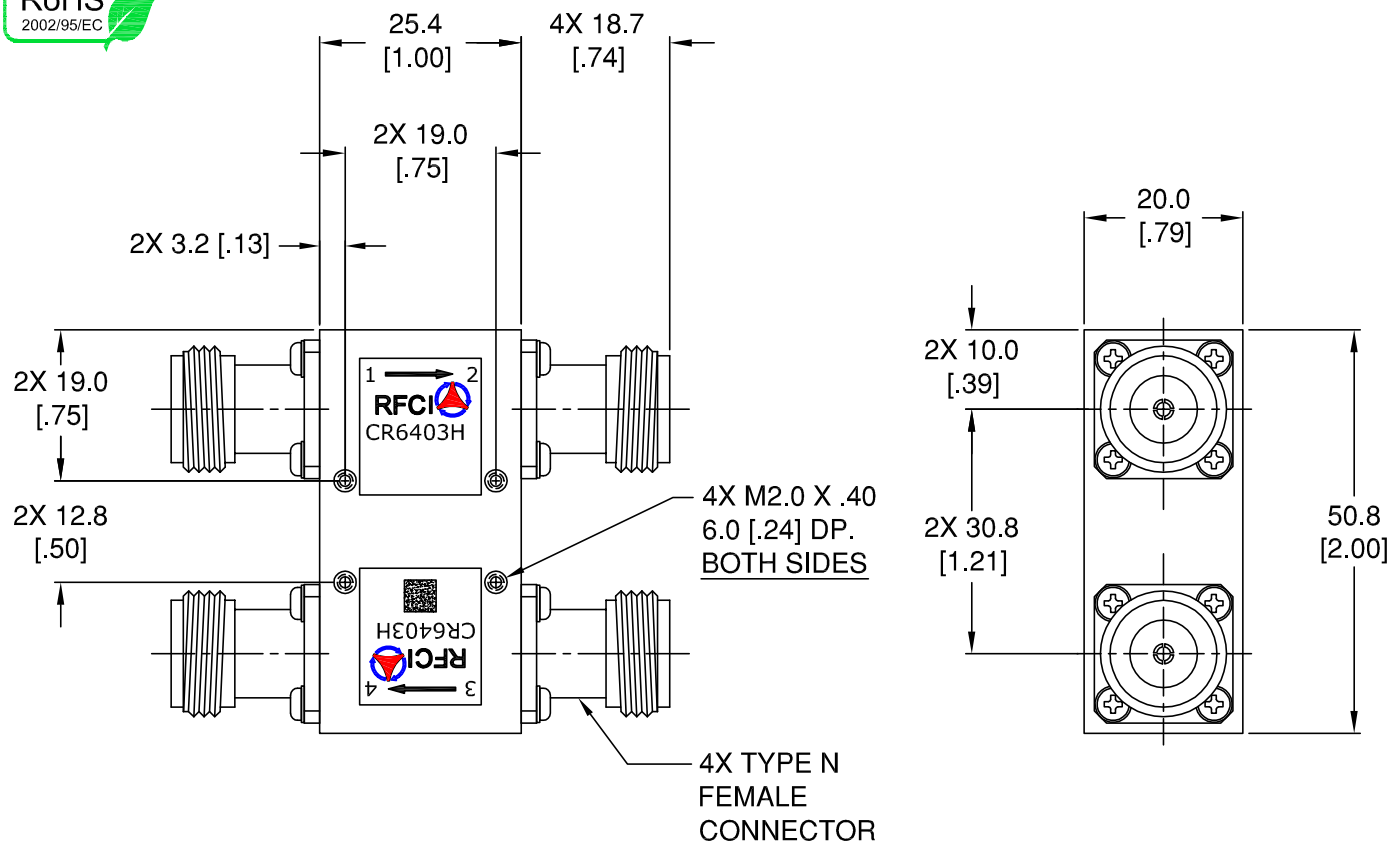 RoHS
2002/95/EC
25.4
[1.00]
4X 18.7
[.74]
2X 19.0
[.75]
2X 3.2 [.13]
20.0
[.79]
2X 19.0
[.75]
2X 10.0
[.39]
1 2
RFCI
CR6403H
2X 12.8
[.50]
4X M2.0 X .40
6.0 [.24] DP.
BOTH SIDES
2X 30.8
[1.21]
50.8
[2.00]
CR6403H
RFCI
3 4
4X TYPE N
FEMALE
CONNECTOR